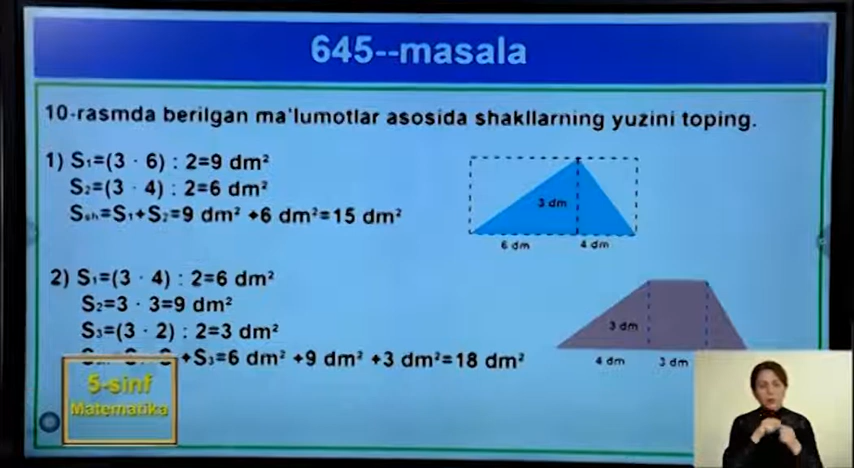 645--masala
10-rasmda berilgan ma'lumotlar asosida shakllarning yuzini toping.
1) S₁=(3 · 6) : 2=9 dm²
S₂=(3 · 4) : 2=6 dm²
Sₛₕ=S₁+S₂=9 dm² +6 dm²=15 dm²
3 dm
6 dm 4 dm
2) S₁=(3 · 4) : 2=6 dm²
S₂=3 · 3=9 dm²
S₃=(3 · 2) : 2=3 dm²
+S₃=6 dm² +9 dm² +3 dm²=18 dm²
3 dm
4 dm 3 dm
5-sinf
Matematika